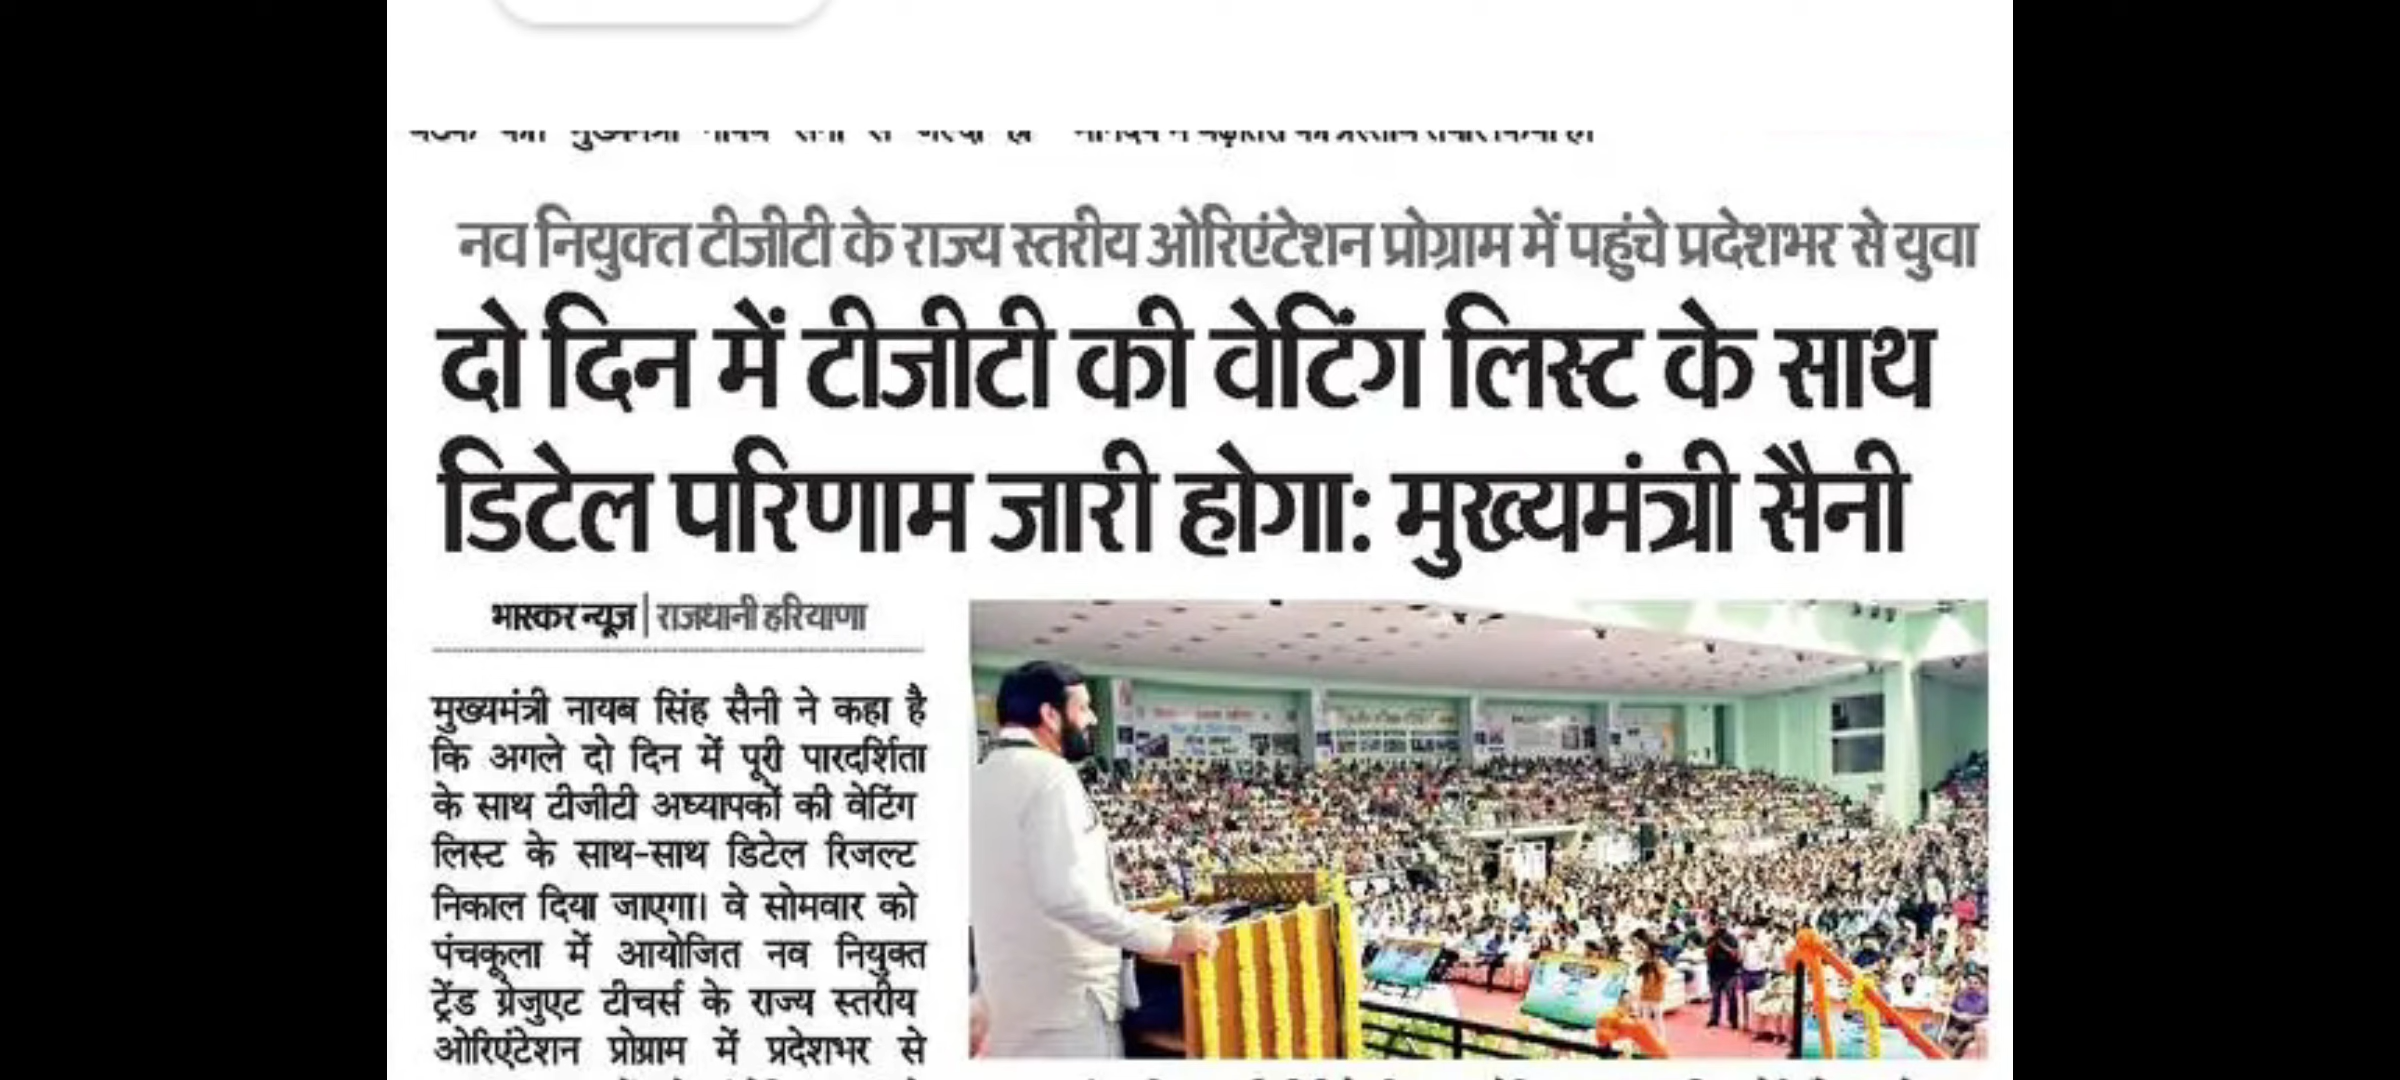 नव नियुक्त टीजीटी के राज्य स्तरीय ओरिएंटेशन प्रोग्राम में पहुंचे प्रदेशभर से युवा
दो दिन में टीजीटी की वेटिंग लिस्ट के साथ
डिटेल परिणाम जारी होगा: मुख्यमंत्री सैनी
भास्कर न्यूज | राजधानी हरियाणा
मुख्यमंत्री नायब सिंह सैनी ने कहा है
कि अगले दो दिन में पूरी पारदर्शिता
के साथ टीजीटी अध्यापकों की वेटिंग
लिस्ट के साथ-साथ डिटेल रिजल्ट
निकाल दिया जाएगा। वे सोमवार को
पंचकूला में आयोजित नव नियुक्त
ट्रेंड ग्रेजुएट टीचर्स के राज्य स्तरीय
ओरिएंटेशन प्रोग्राम में प्रदेशभर से